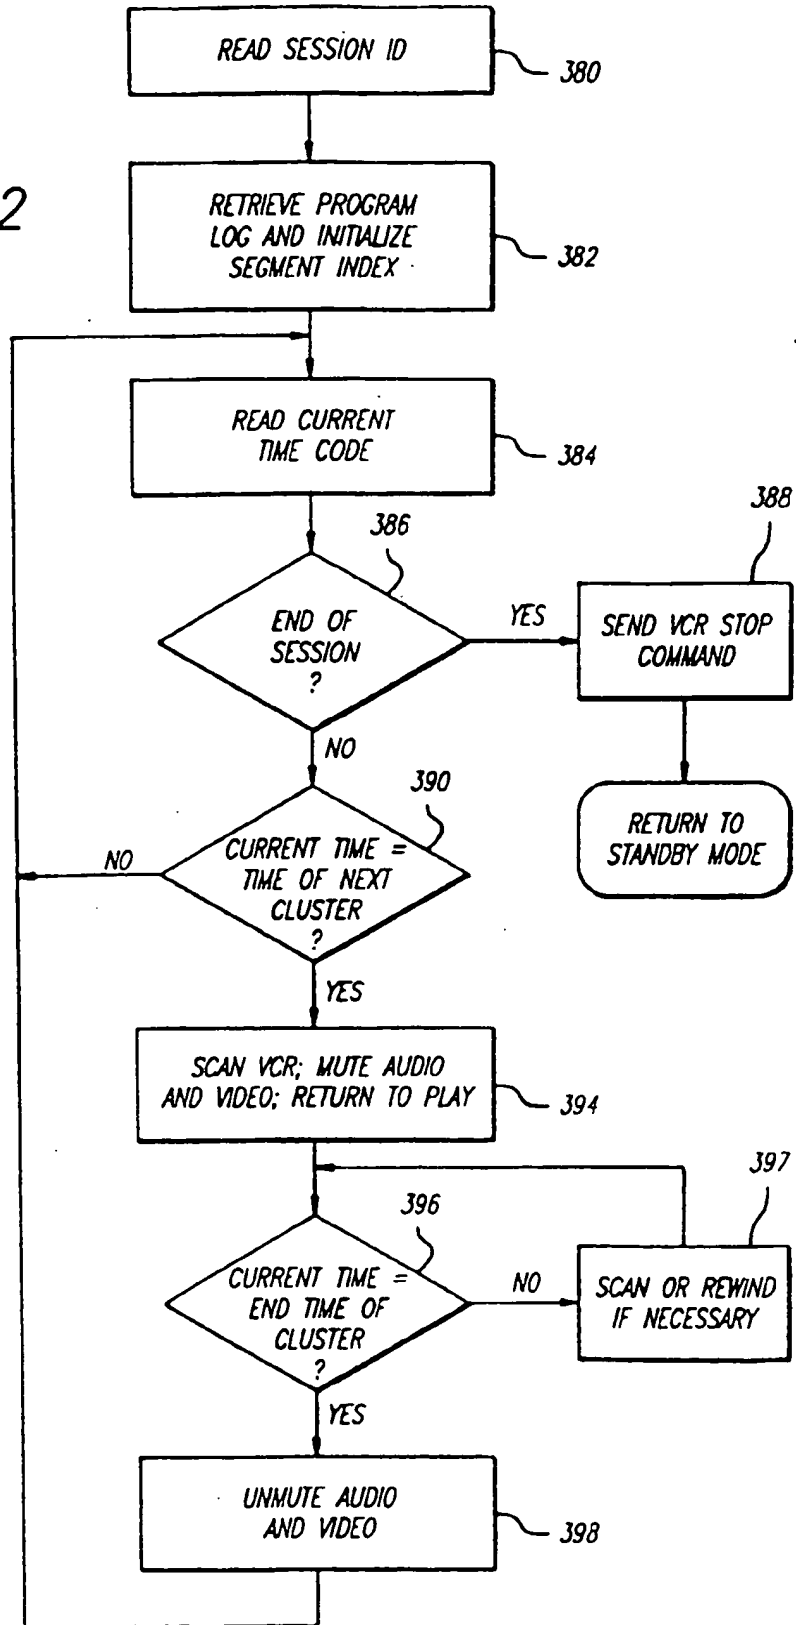 READ SESSION ID
380
2
RETRIEVE PROGRAM
LOG AND INITIALIZE
SEGMENT INDEX
382
READ CURRENT
TIME CODE
384
386
388
END OF
SESSION
?
YES
SEND VCR STOP
COMMAND
NO
390
RETURN TO
STANDBY MODE
CURRENT TIME =
TIME OF NEXT
CLUSTER
?
NO
YES
SCAN VCR; MUTE AUDIO
AND VIDEO; RETURN TO PLAY
394
397
396
CURRENT TIME =
END TIME OF
CLUSTER
?
NO
SCAN OR REWIND
IF NECESSARY
YES
UNMUTE AUDIO
AND VIDEO
398